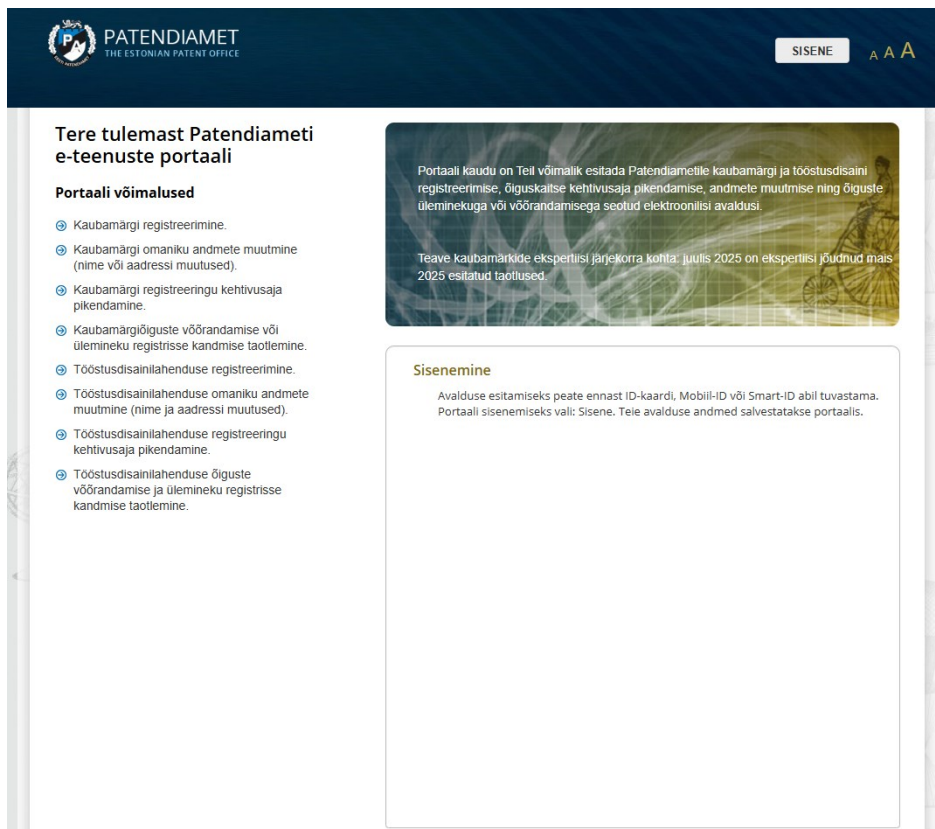 PATENDIAMET
THE ESTONIAN PATENT OFFICE
SISENE
A A A
Tere tulemast Patendiameti
e-teenuste portaali
Portaali võimalused
Kaubamärgi registreerimine.
Kaubamärgi omaniku andmete muutmine
(nime või aadressi muutused).
Kaubamärgi registreeringu kehtivusaja
pikendamine.
Kaubamärgiõiguste võõrandamise või
ülemineku registrisse kandmise taotlemine.
Tööstusdisainilahenduse registreerimine.
Tööstusdisainilahenduse omaniku andmete
muutmine (nime ja aadressi muutused).
Tööstusdisainilahenduse registreeringu
kehtivusaja pikendamine.
Tööstusdisainilahenduse õiguste
võõrandamise ja ülemineku registrisse
kandmise taotlemine.
Portaali kaudu on Teil võimalik esitada Patendiametile kaubamärgi ja tööstusdisaini
registreerimise, õiguskaitse kehtivusaja pikendamise, andmete muutmise ning õiguste
üleminekuga või võõrandamisega seotud elektroonilisi avaldusi.
Teave kaubamärkide ekspertiisi järjekorra kohta: juulis 2025 on ekspertiisi jõudnud mais
2025 esitatud taotlused.
Sisenemine
Avalduse esitamiseks peate ennast ID-kaardi, Mobiil-ID või Smart-ID abil tuvastama.
Portaali sisenemiseks vali: Sisene. Teie avalduse andmed salvestatakse portaalis.